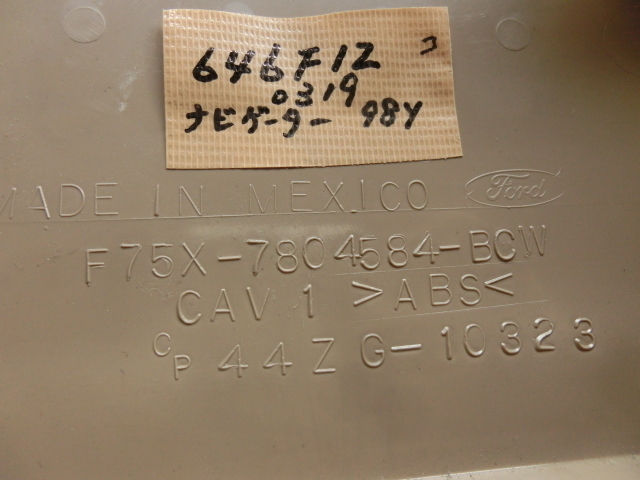 646F12 コ
0319
ナビゲーター 98Y
MADE IN MEXICO Ford
F75X-7804584-BCW
CAV 1 >ABS<
CP 44ZG-10323